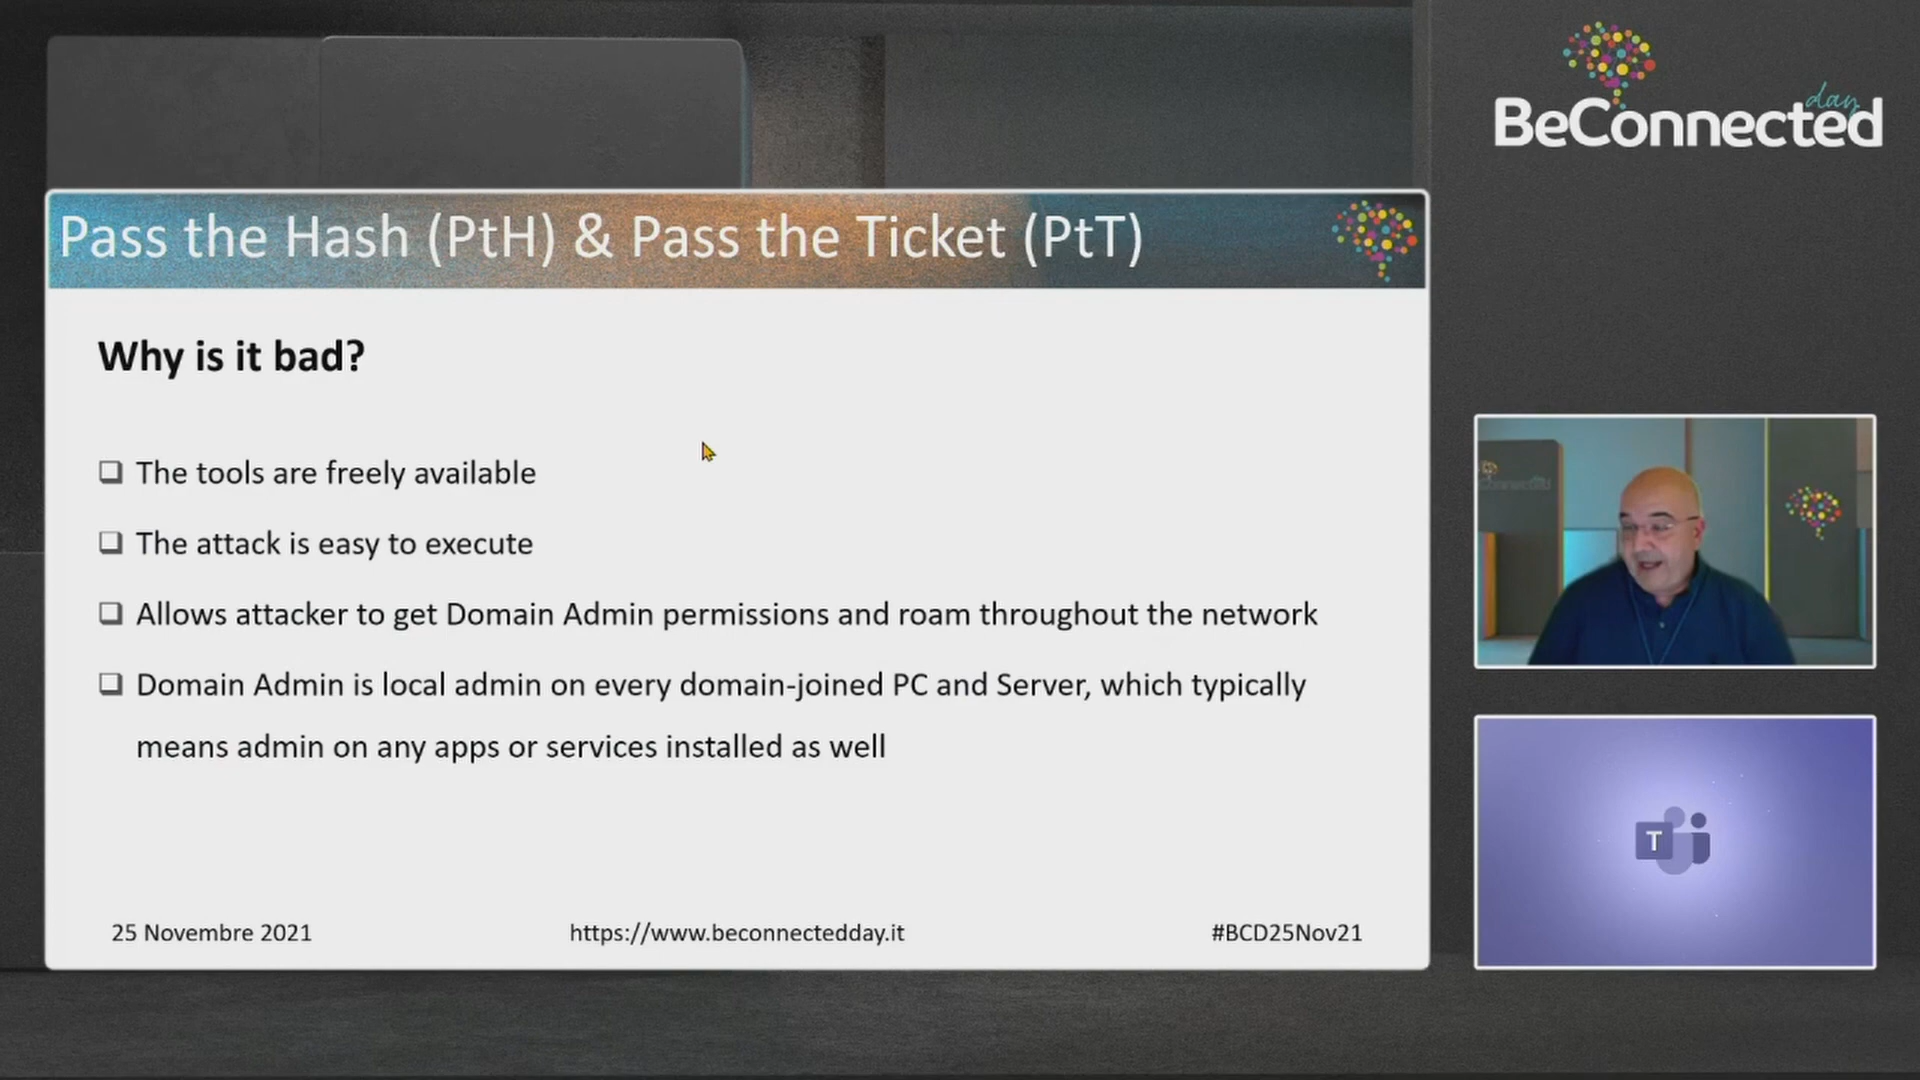 day
BeConnected
Pass the Hash (PtH) & Pass the Ticket (PtT)
Why is it bad?
The tools are freely available
The attack is easy to execute
Allows attacker to get Domain Admin permissions and roam throughout the network
Domain Admin is local admin on every domain-joined PC and Server, which typically
means admin on any apps or services installed as well
T
25 Novembre 2021
https://www.beconnectedday.it
#BCD25Nov21